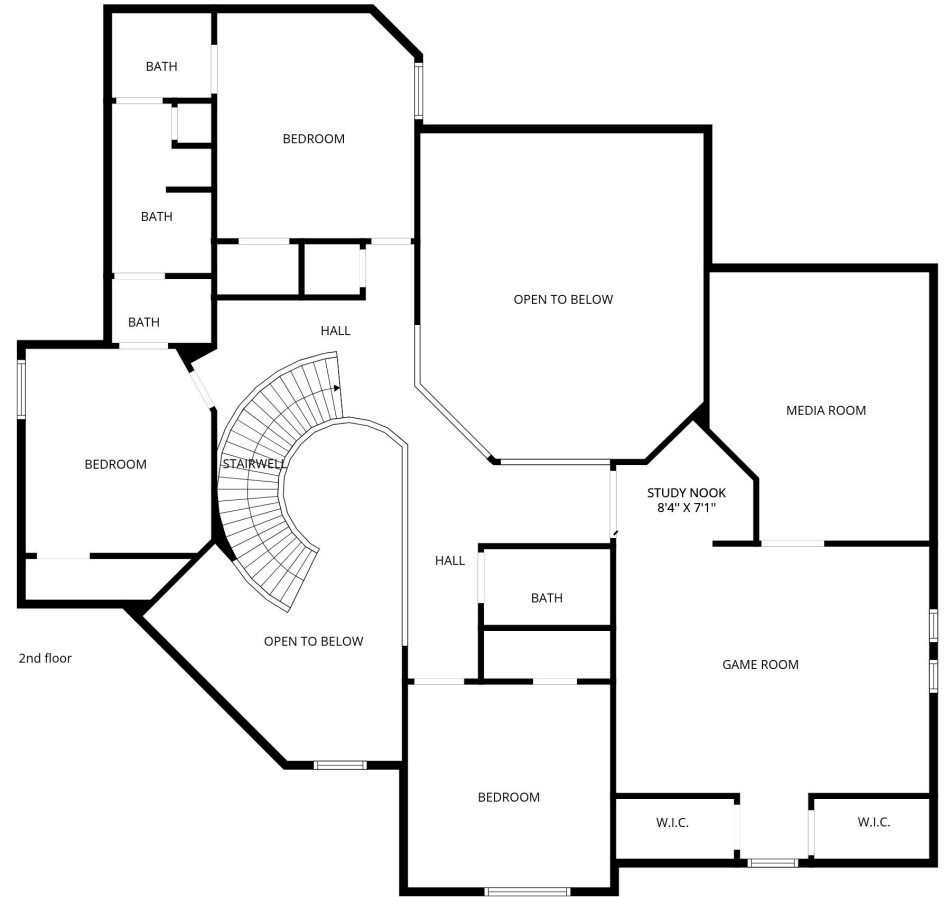 BATH
BEDROOM
BATH
OPEN TO BELOW
BATH
HALL
MEDIA ROOM
BEDROOM
STAIRWELL
STUDY NOOK
8'4" X 7'1"
HALL
BATH
OPEN TO BELOW
2nd floor
GAME ROOM
BEDROOM
W.I.C.
W.I.C.